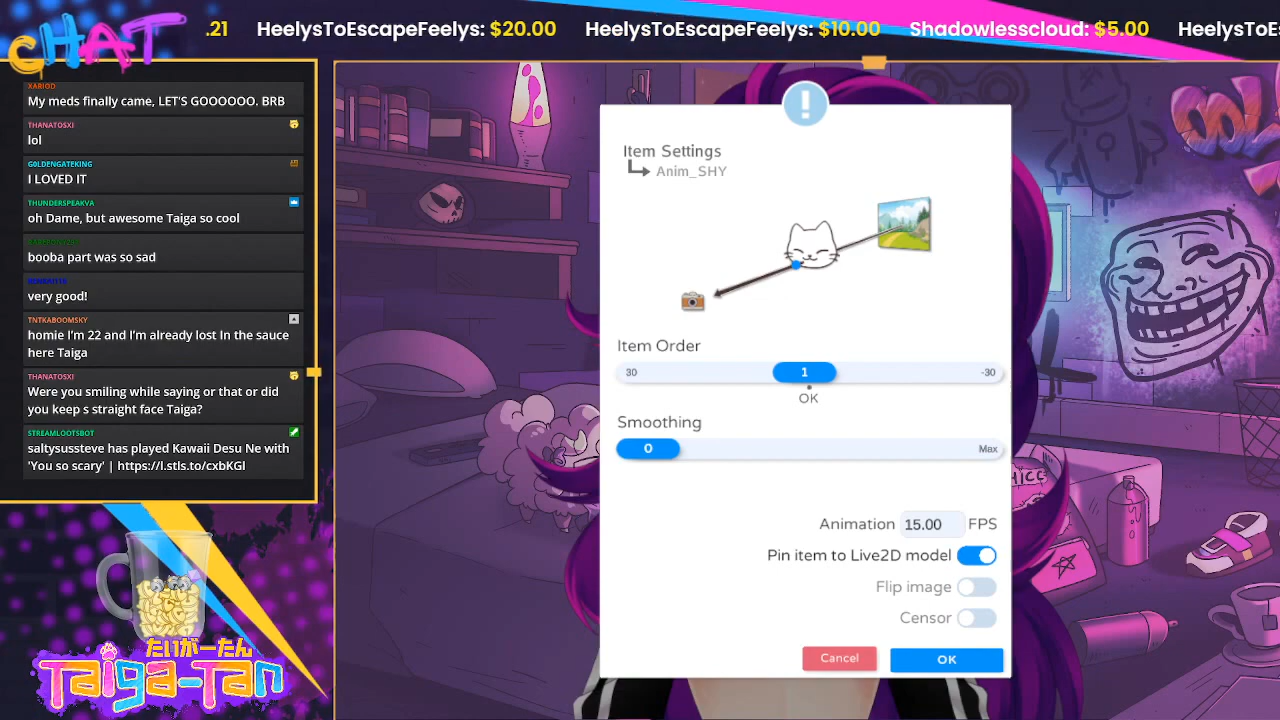 CHAT
.21 HeelysToEscapeFeelys: $20.00 HeelysToEscapeFeelys: $10.00 Shadowlesscloud: $5.00 HeelysToEs
XABIOD
My meds finally came, LET'S GOOOOOO. BRB
THANATOSXI
lol
G0LDENGATEKING
I LOVED IT
THUNDERSPEAKVA
oh Dame, but awesome Taiga so cool
booba part was so sad
very good!
TNTKABOOMSKY
homie I'm 22 and I'm already lost In the sauce
here Taiga
THANATOSXI
Were you smling while saying or that or did
you keep s straight face Taiga?
STREAMLOOTSBOT
saltysussteve has played Kawaii Desu Ne with
'You so scary' | https://l.stls.to/cxbKGl
たいがーたん
Taiga-Tan
Item Settings
Anim_SHY
Item Order
30 1 -30
OK
Smoothing
0 Max
Animation 15.00 FPS
Pin item to Live2D model
Flip image
Censor
Cancel OK